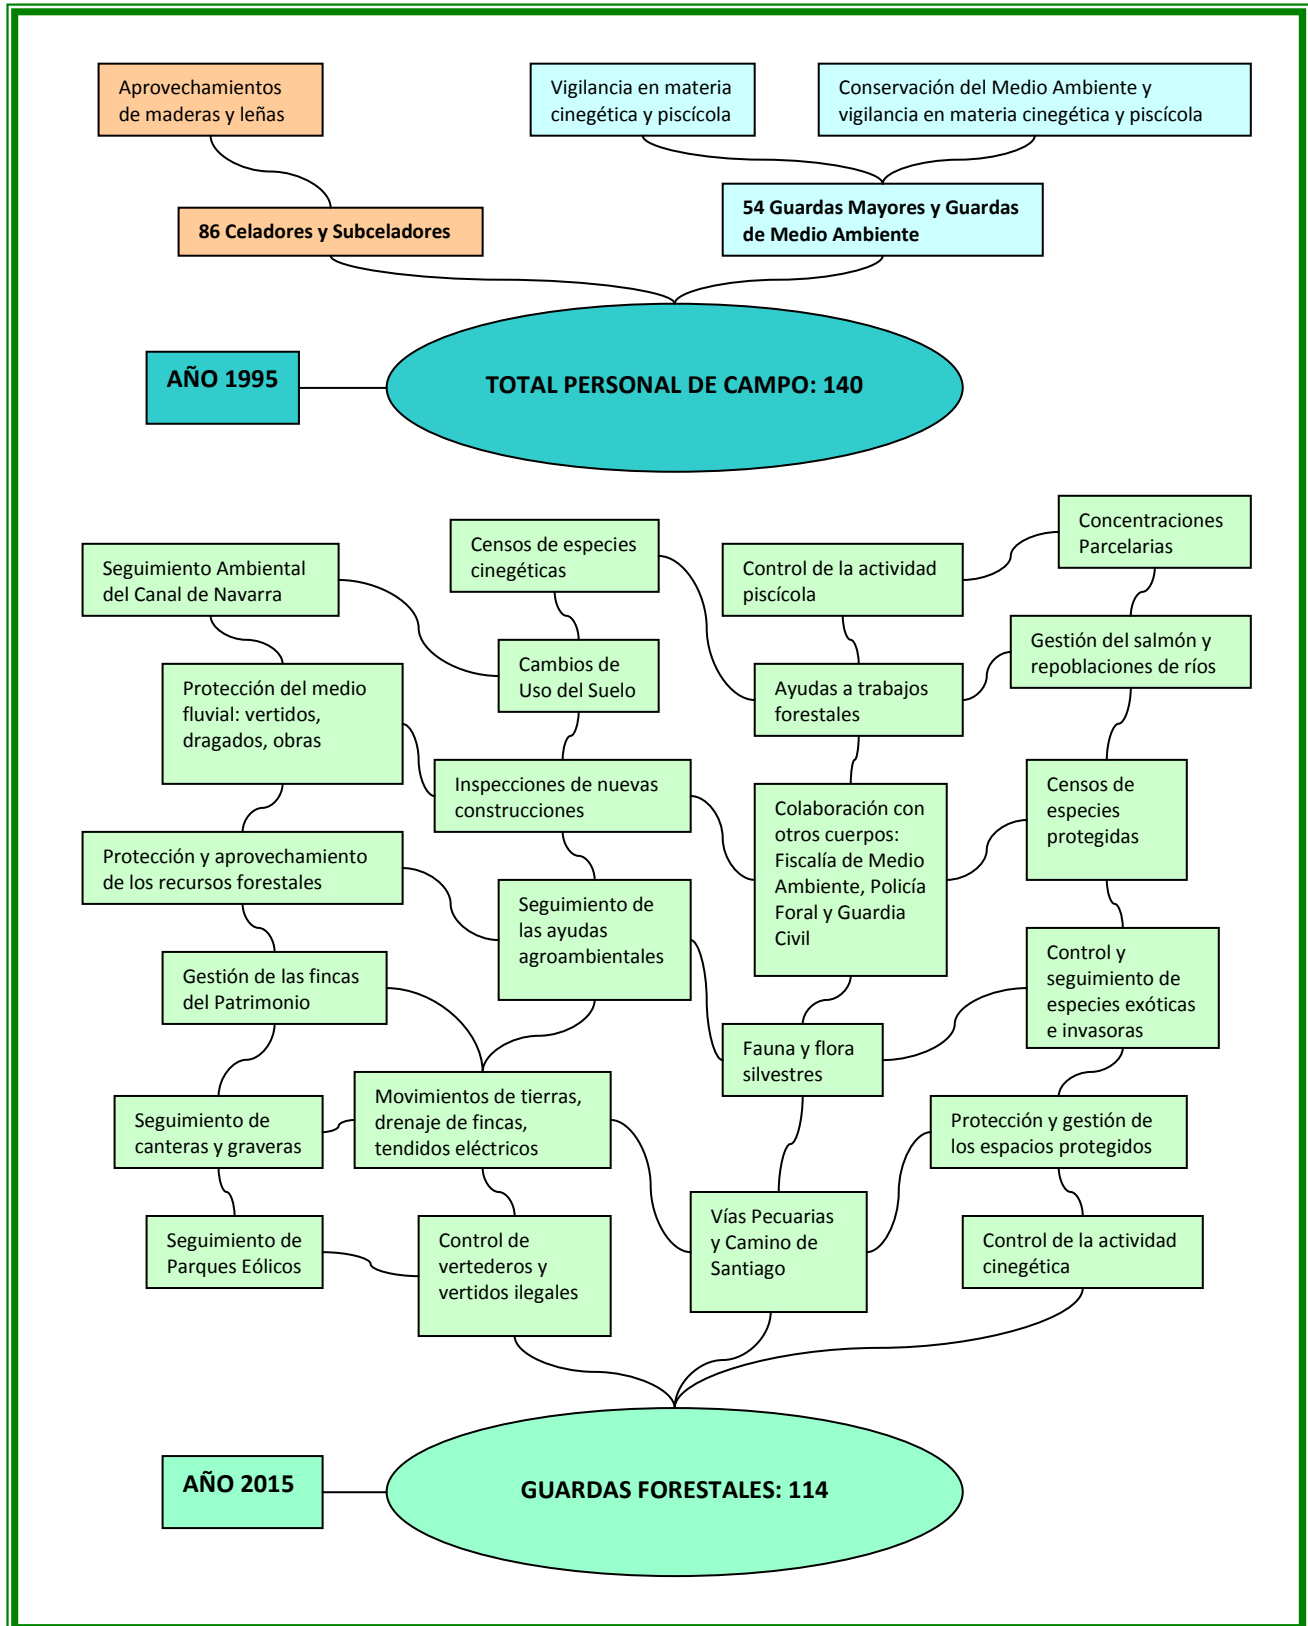 Aprovechamientos
de maderas y leñas
Vigilancia en materia
cinegética y piscícola
Conservación del Medio Ambiente y
vigilancia en materia cinegética y piscícola
86 Celadores y Subceladores
54 Guardas Mayores y Guardas
de Medio Ambiente
AÑO 1995
TOTAL PERSONAL DE CAMPO: 140
Seguimiento Ambiental
del Canal de Navarra
Censos de especies
cinegéticas
Control de la actividad
piscícola
Concentraciones
Parcelarias
Protección del medio
fluvial: vertidos,
dragados, obras
Cambios de
Uso del Suelo
Ayudas a trabajos
forestales
Gestión del salmón y
repoblaciones de ríos
Inspecciones de nuevas
construcciones
Colaboración con
otros cuerpos:
Fiscalía de Medio
Ambiente, Policía
Foral y Guardia
Civil
Censos de
especies
protegidas
Protección y aprovechamiento
de los recursos forestales
Seguimiento de
las ayudas
agroambientales
Gestión de las fincas
del Patrimonio
Control y
seguimiento de
especies exóticas
e invasoras
Fauna y flora
silvestres
Seguimiento de
canteras y graveras
Movimientos de tierras,
drenaje de fincas,
tendidos eléctricos
Protección y gestión de
los espacios protegidos
Seguimiento de
Parques Eólicos
Control de
vertederos y
vertidos ilegales
Vías Pecuarias
y Camino de
Santiago
Control de la actividad
cinegética
AÑO 2015
GUARDAS FORESTALES: 114